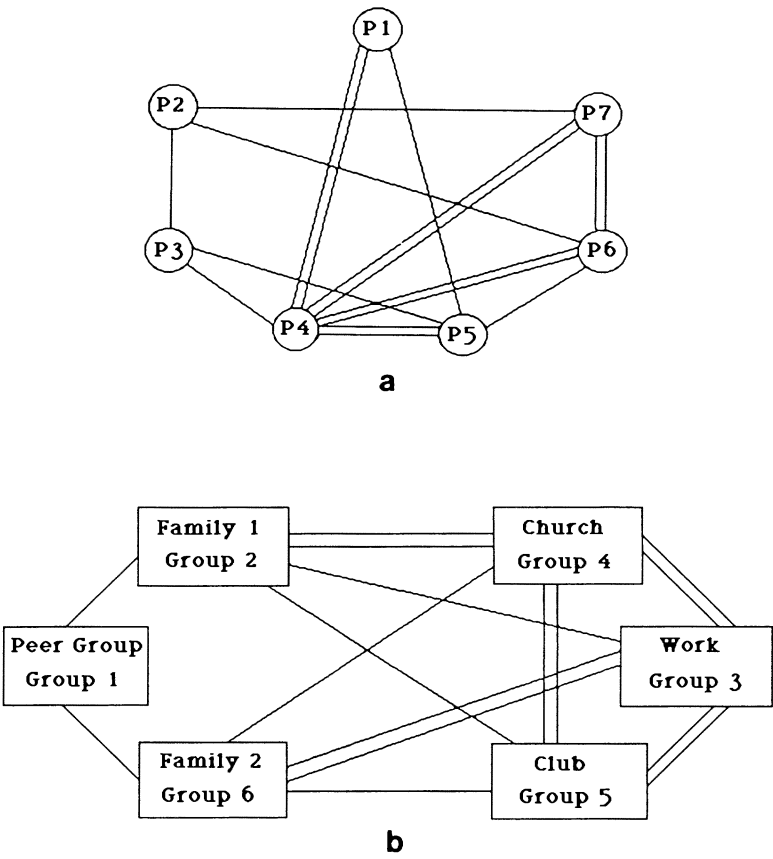 P1
P2
P7
P3
P6
P4
P5
a
Family 1
Group 2
Church
Group 4
Peer Group
Group 1
Work
Group 3
Family 2
Group 6
Club
Group 5
b